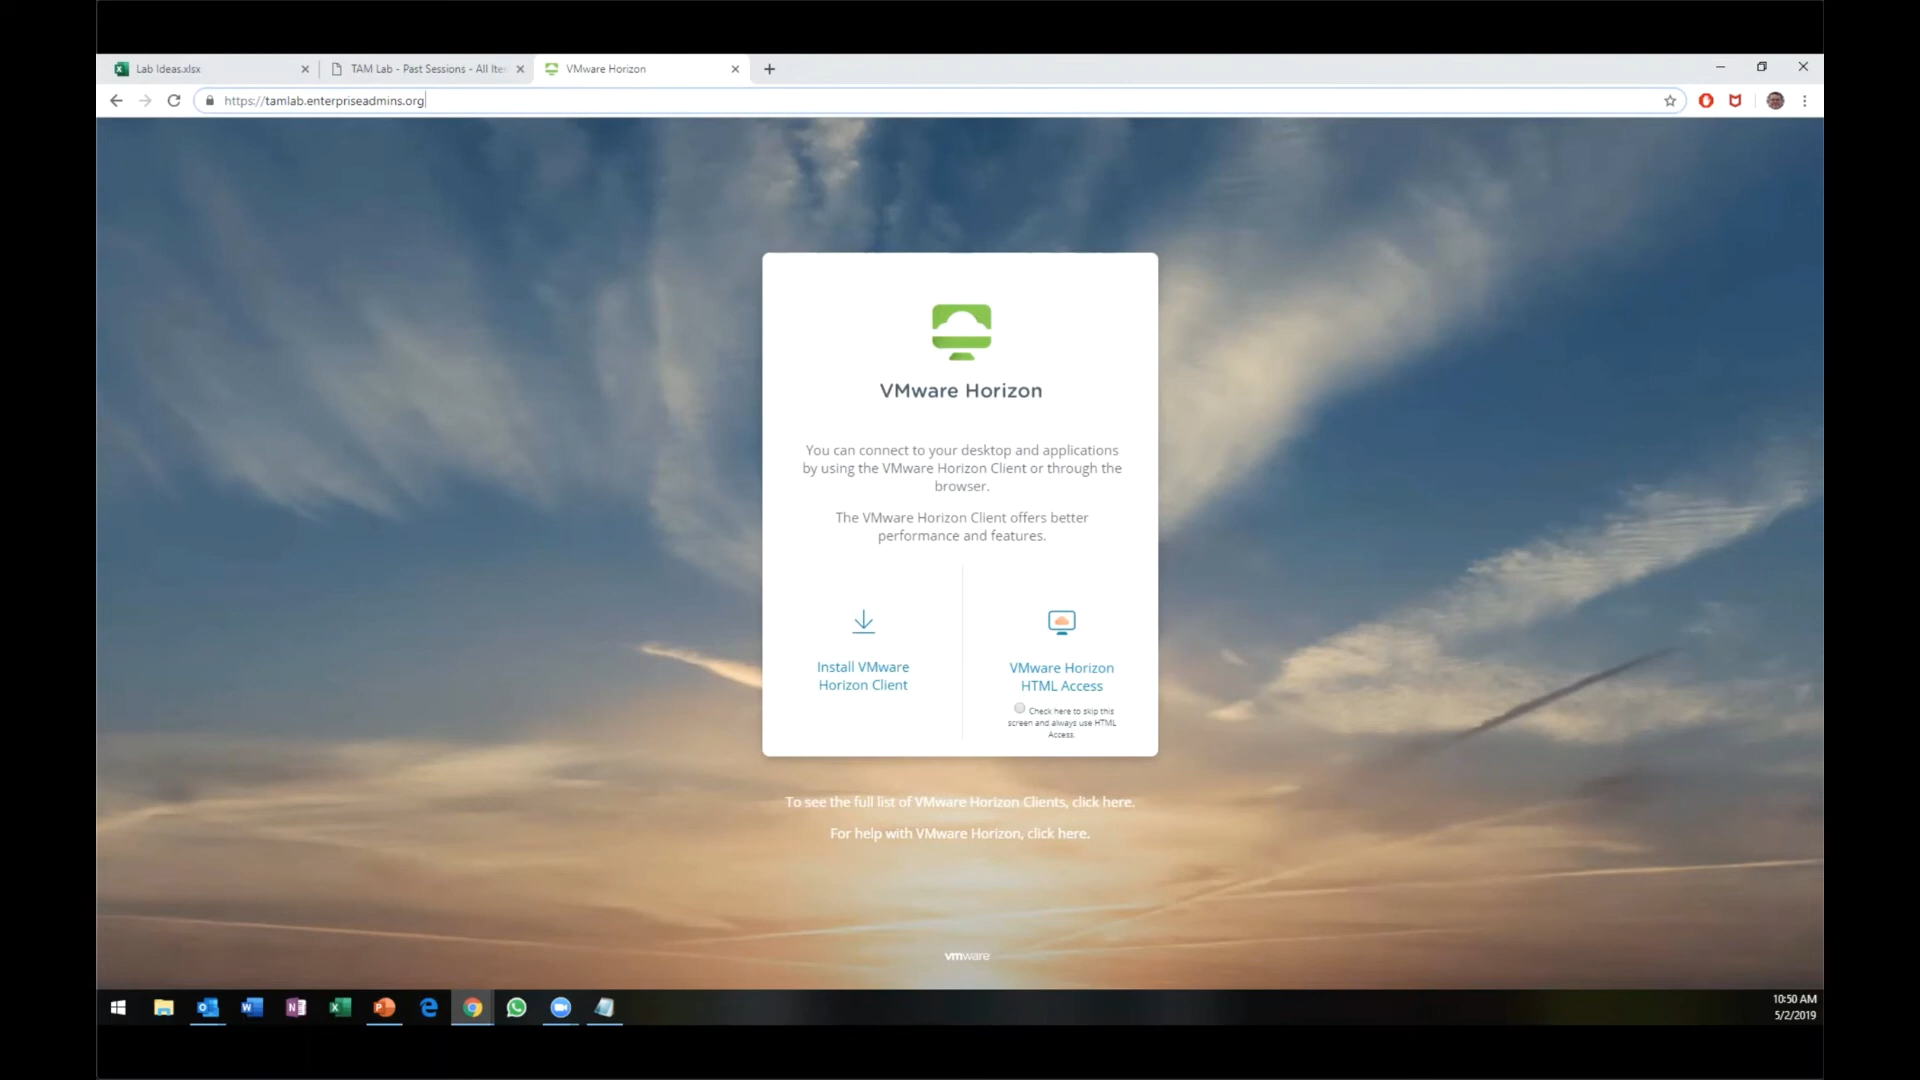 Lab Ideas.xlsx
TAM Lab - Past Sessions - All Ite
VMware Horizon
https://tamlab.enterpriseadmins.org
VMware Horizon
You can connect to your desktop and applications
by using the VMware Horizon Client or through the
browser.
The VMware Horizon Client offers better
performance and features.
Install VMware
Horizon Client
VMware Horizon
HTML Access
Check here to skip this
screen and always use HTML
Access.
To see the full list of VMware Horizon Clients, click here.
For help with VMware Horizon, click here.
vmware
10:50 AM
5/2/2019